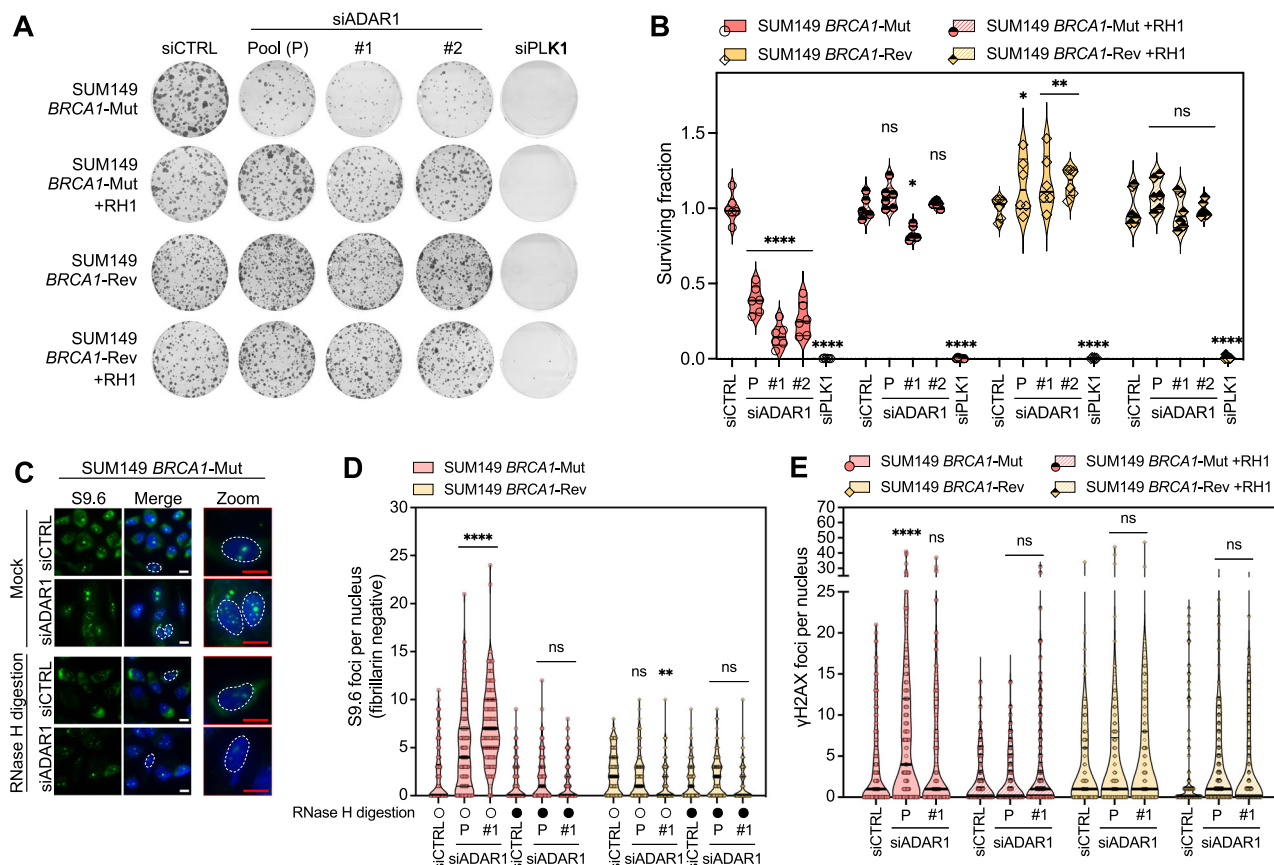 A
siADAR1
siCTRL Pool (P) #1 #2 siPLK1
SUM149
BRCA1-Mut
SUM149
BRCA1-Mut
+RH1
SUM149
BRCA1-Rev
SUM149
BRCA1-Rev
+RH1
B
SUM149 BRCA1-Mut SUM149 BRCA1-Mut +RH1
SUM149 BRCA1-Rev SUM149 BRCA1-Rev +RH1
Surviving fraction
1.5
1.0
0.5
0.0
**** **** ns * ns **** * ** **** ns ****
siCTRL P #1 #2 siPLK1 siCTRL P #1 #2 siPLK1 siCTRL P #1 #2 siPLK1 siCTRL P #1 #2 siPLK1
siADAR1 siADAR1 siADAR1 siADAR1
C
SUM149 BRCA1-Mut
S9.6 Merge Zoom
Mock
siCTRL
siADAR1
RNase H digestion
siCTRL
siADAR1
D
SUM149 BRCA1-Mut
SUM149 BRCA1-Rev
S9.6 foci per nucleus
(fibrillarin negative)
30
25
20
15
10
5
0
**** ns ns ** ns
RNase H digestion
siCTRL P #1 siCTRL P #1 siCTRL P #1 siCTRL P #1
siADAR1 siADAR1 siADAR1 siADAR1
E
SUM149 BRCA1-Mut SUM149 BRCA1-Mut +RH1
SUM149 BRCA1-Rev SUM149 BRCA1-Rev +RH1
γH2AX foci per nucleus
70
60
50
40
30
25
20
15
10
5
0
**** ns ns ns ns
siCTRL P #1 siCTRL P #1 siCTRL P #1 siCTRL P #1
siADAR1 siADAR1 siADAR1 siADAR1